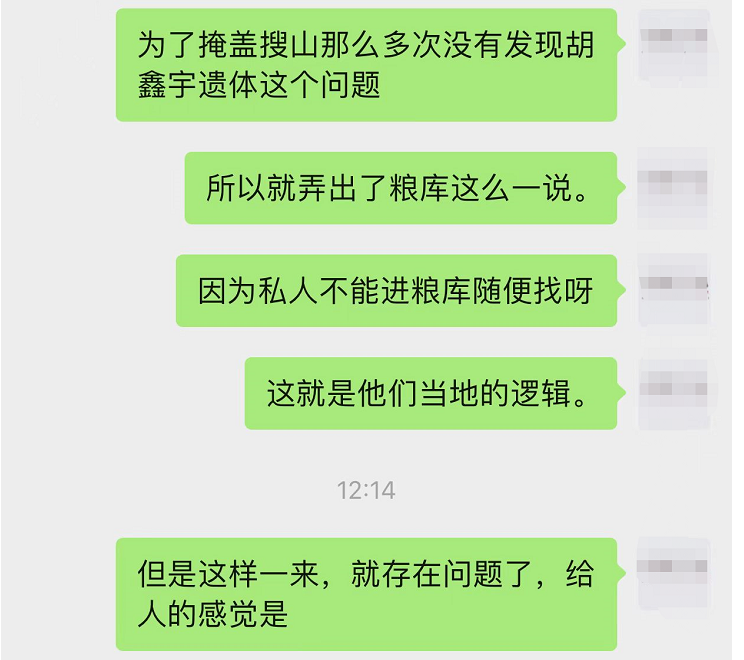 为了掩盖搜山那么多次没有发现胡
鑫宇遗体这个问题
所以就弄出了粮库这么一说。
因为私人不能进粮库随便找呀
这就是他们当地的逻辑。
12:14
但是这样一来，就存在问题了，给
人的感觉是